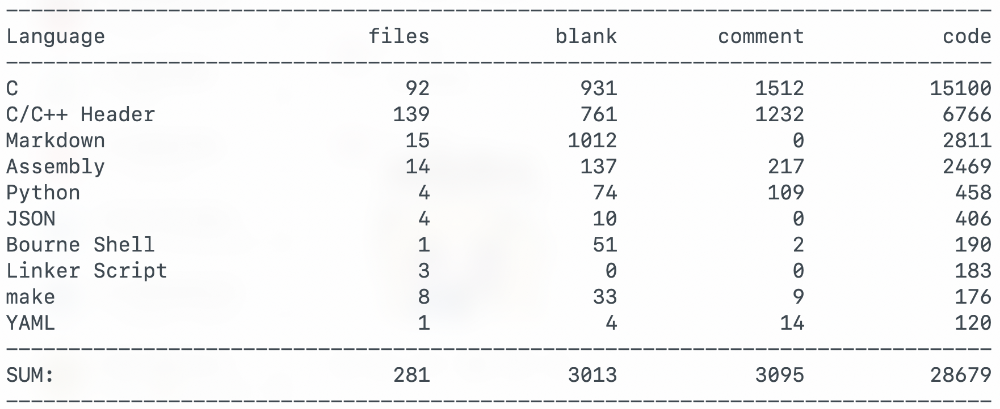 Language files blank comment code
C 92 931 1512 15100
C/C++ Header 139 761 1232 6766
Markdown 15 1012 0 2811
Assembly 14 137 217 2469
Python 4 74 109 458
JSON 4 10 0 406
Bourne Shell 1 51 2 190
Linker Script 3 0 0 183
make 8 33 9 176
YAML 1 4 14 120
SUM: 281 3013 3095 28679